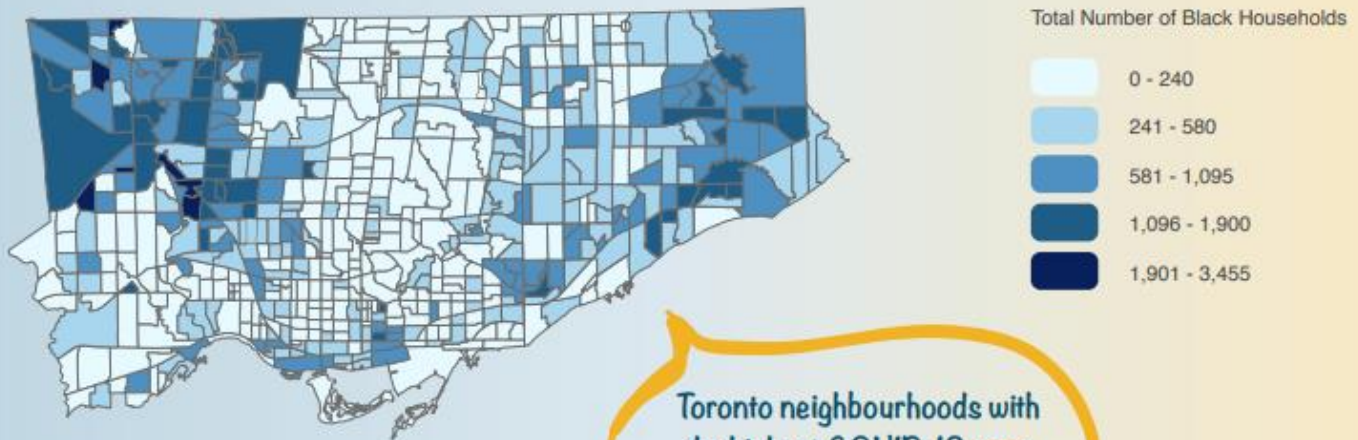 Total Number of Black Households
0 - 240
241 - 580
581 - 1,095
1,096 - 1,900
1,901 - 3,455
Toronto neighbourhoods with